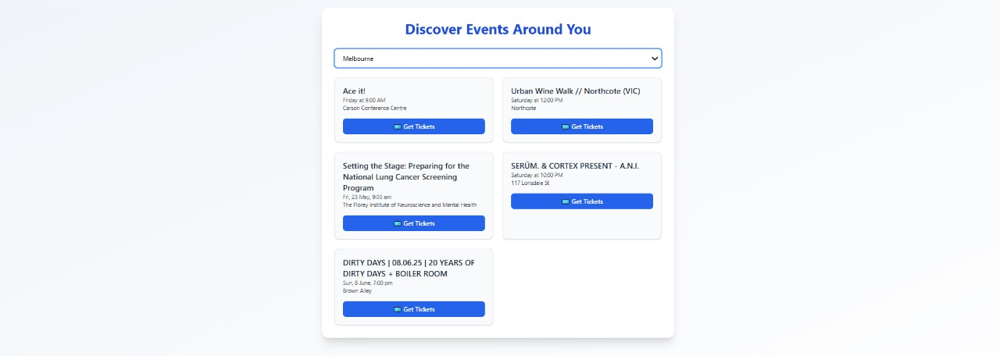 Discover Events Around You
Melbourne
Ace it!
Friday at 9:00 AM
Carson Conference Centre
Get Tickets
Urban Wine Walk // Northcote (VIC)
Saturday at 12:00 PM
Northcote
Get Tickets
Setting the Stage: Preparing for the
National Lung Cancer Screening
Program
Fri, 23 May, 9:00 am
The Florey Institute of Neuroscience and Mental Health
Get Tickets
SERÜM. & CORTEX PRESENT - A.N.I.
Saturday at 10:00 PM
117 Lonsdale St
Get Tickets
DIRTY DAYS | 08.06.25 | 20 YEARS OF
DIRTY DAYS + BOILER ROOM
Sun, 8 June, 7:00 pm
Brown Alley
Get Tickets